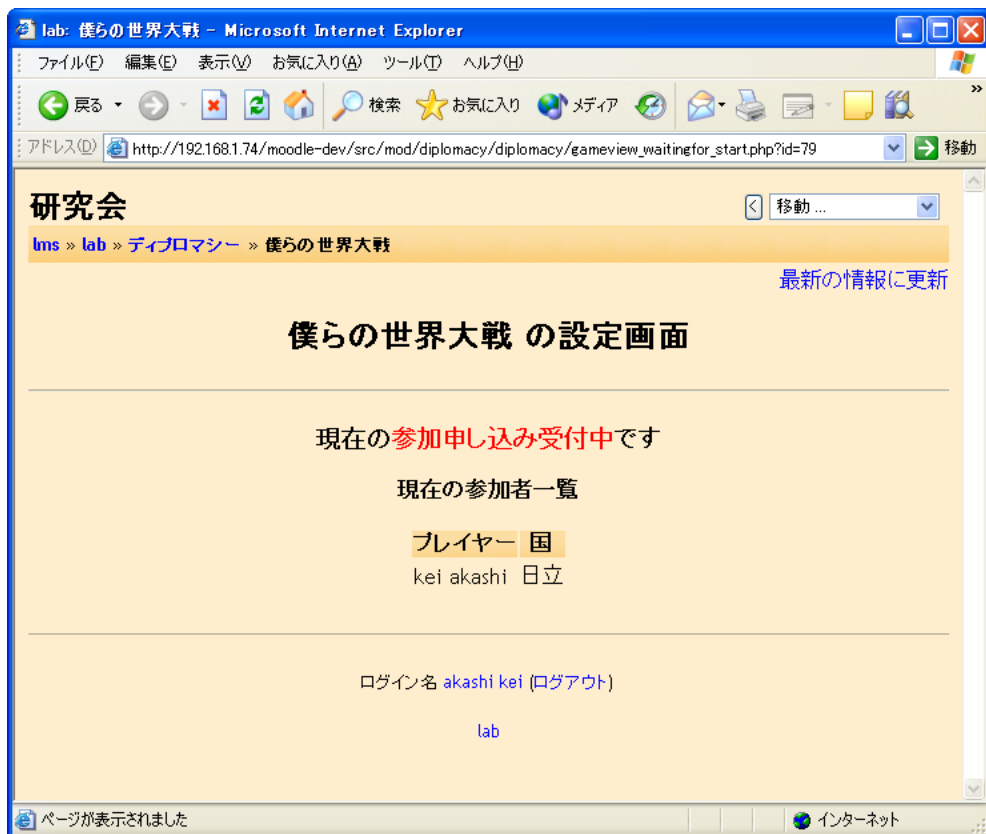 lab: 僕らの世界大戦 - Microsoft Internet Explorer
ファイル(F) 編集(E) 表示(V) お気に入り(A) ツール(T) ヘルプ(H)
戻る 検索 お気に入り メディア »
アドレス(D) http://192.168.1.74/moodle-dev/src/mod/diplomacy/diplomacy/gameview_waitingfor_start.php?id=79 移動
研究会 < 移動 ...
lms » lab » ディプロマシー » 僕らの世界大戦
最新の情報に更新
僕らの世界大戦 の設定画面
現在の参加申し込み受付中です
現在の参加者一覧
プレイヤー 国
kei akashi 日立
ログイン名 akashi kei (ログアウト)
lab
ページが表示されました インターネット